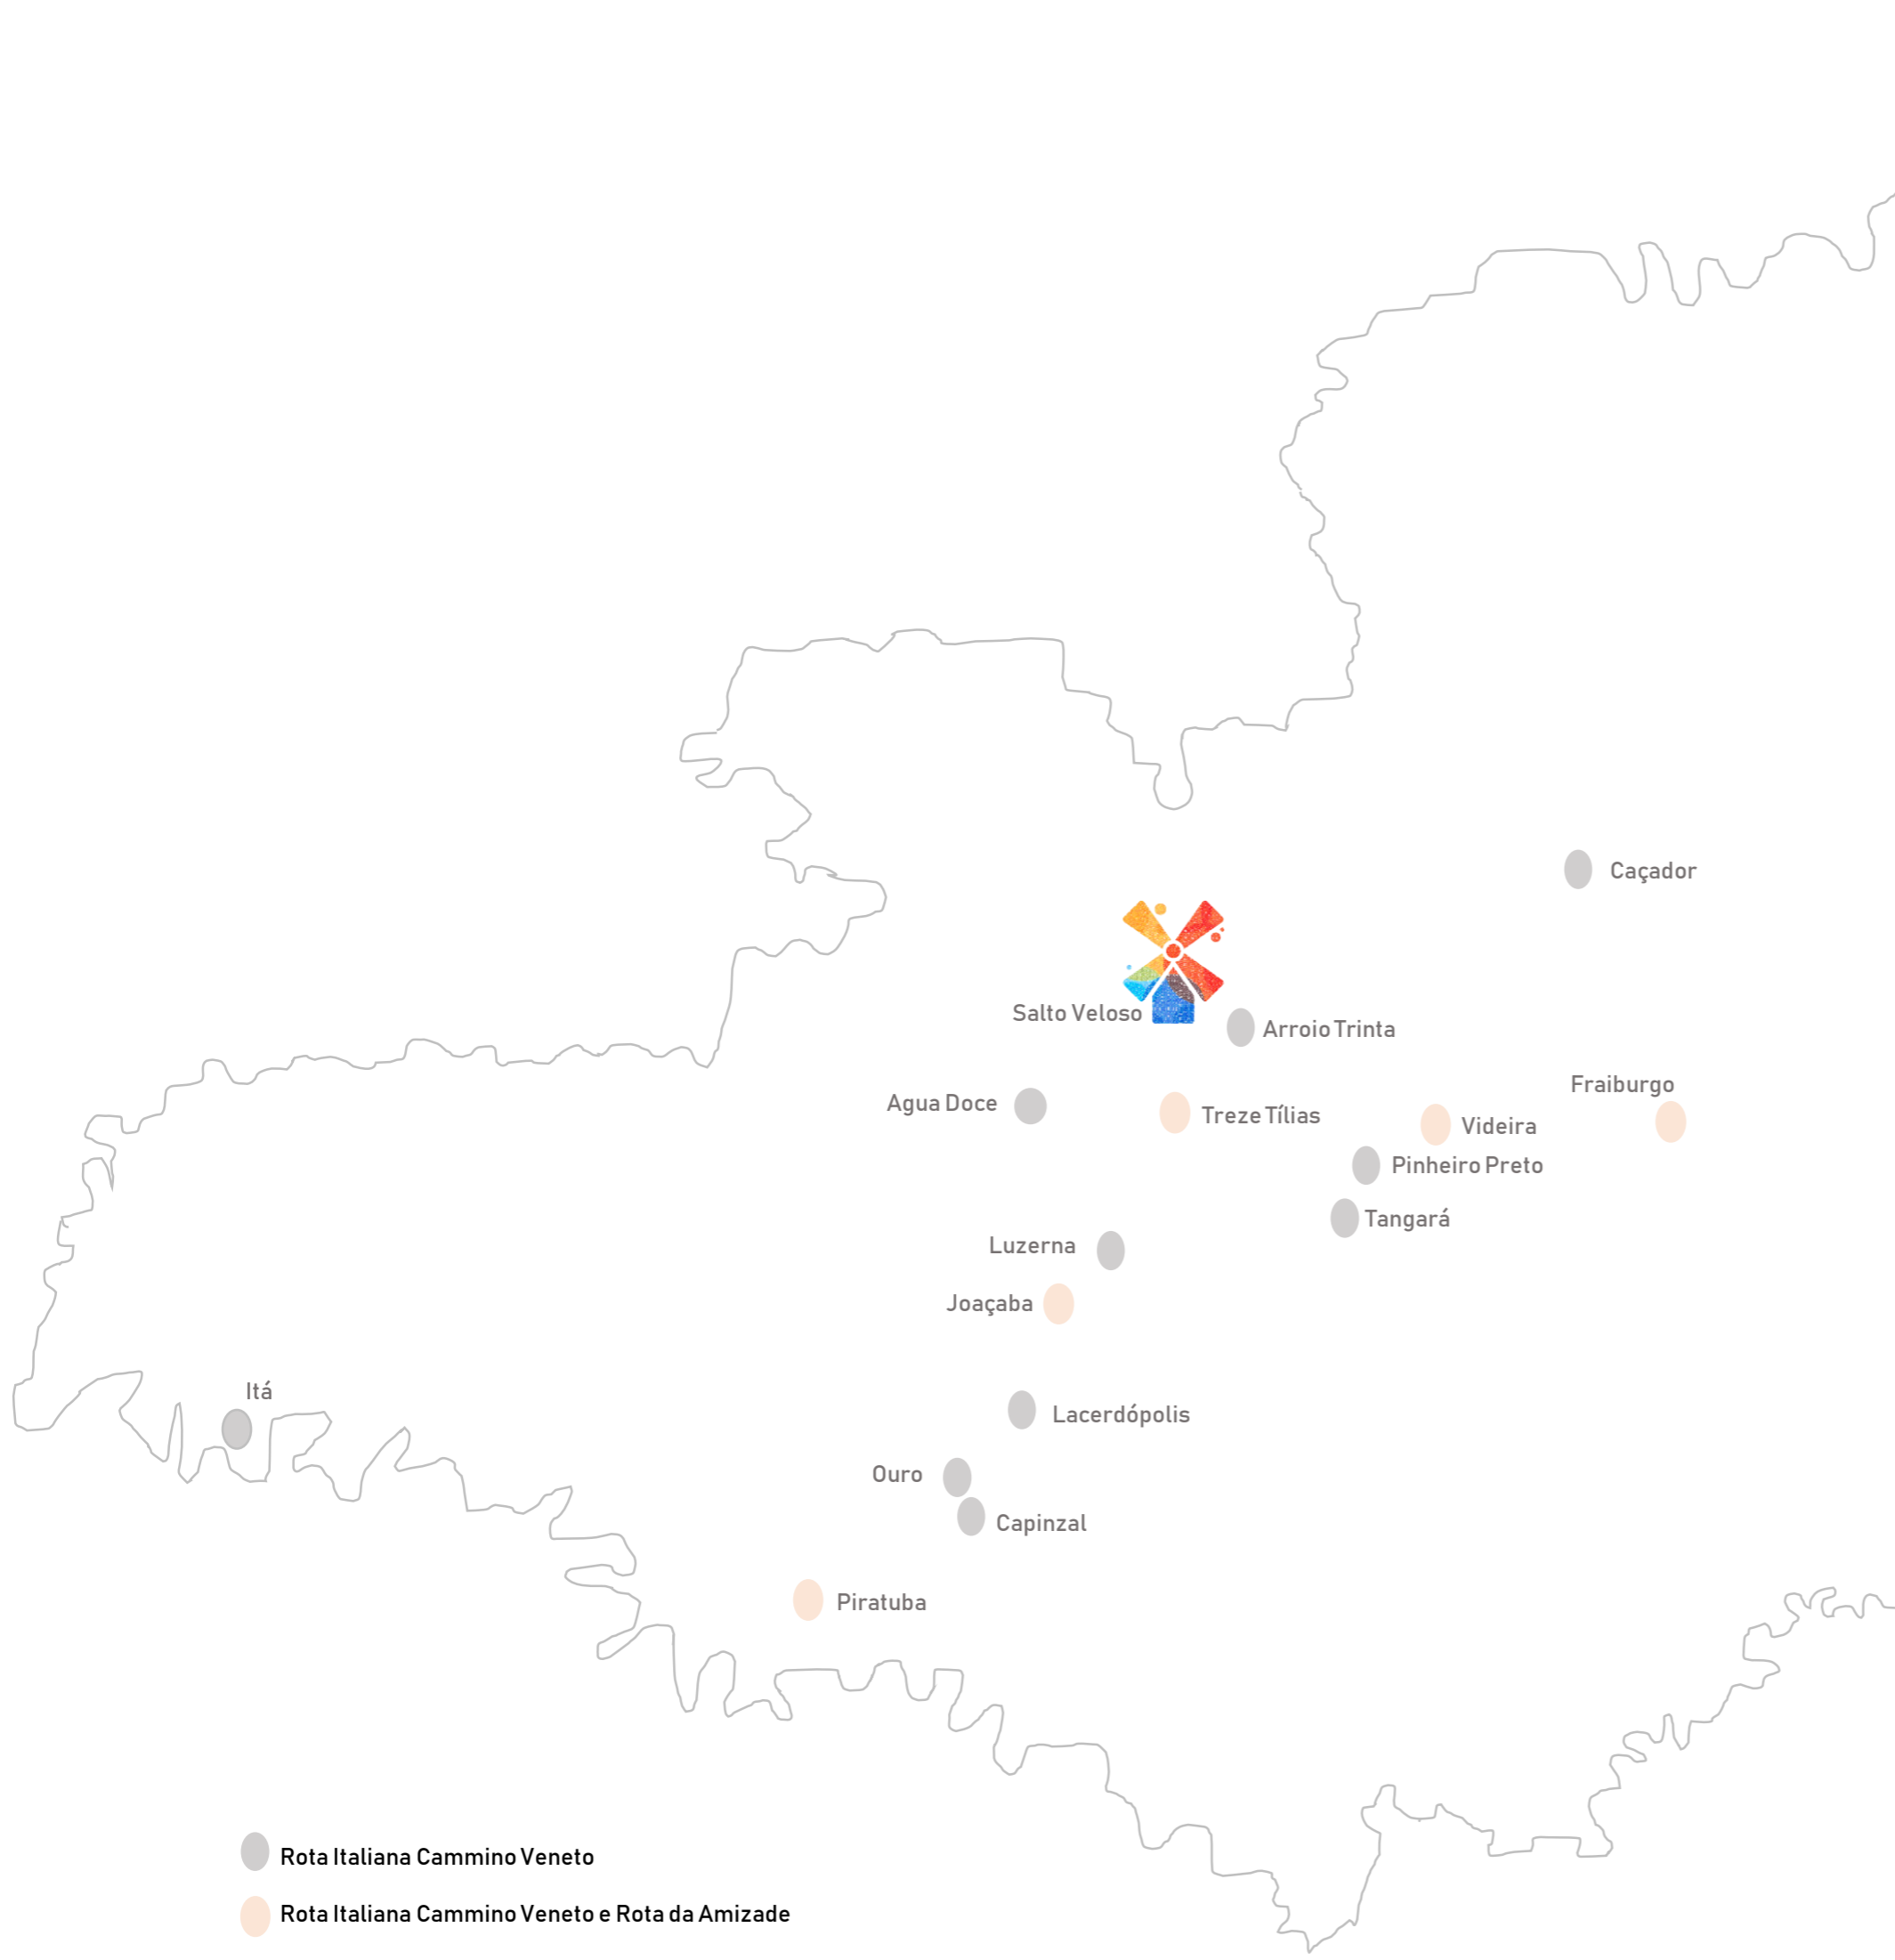 Caçador
Salto Veloso
Arroio Trinta
Fraiburgo
Agua Doce
Treze Tílias
Videira
Pinheiro Preto
Tangará
Luzerna
Joaçaba
Itá
Lacerdópolis
Ouro
Capinzal
Piratuba
Rota Italiana Cammino Veneto
Rota Italiana Cammino Veneto e Rota da Amizade